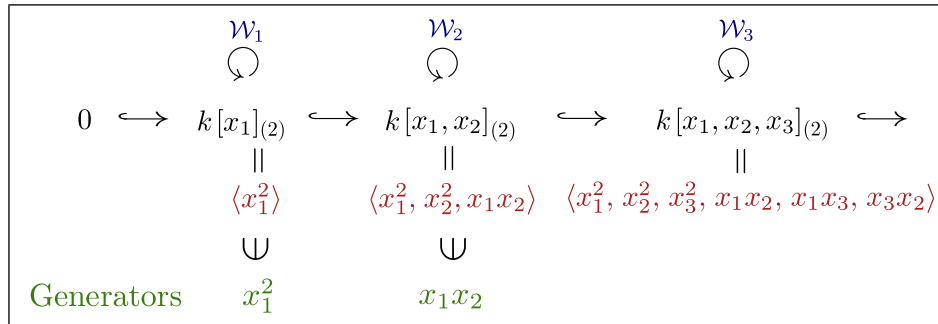 𝒲₁ 𝒲₂ 𝒲₃
0 ↪ k[x₁]₍₂₎ ↪ k[x₁, x₂]₍₂₎ ↪ k[x₁, x₂, x₃]₍₂₎ ↪
⟨x₁²⟩ ⟨x₁², x₂², x₁x₂⟩ ⟨x₁², x₂², x₃², x₁x₂, x₁x₃, x₃x₂⟩
Generators x₁² x₁x₂